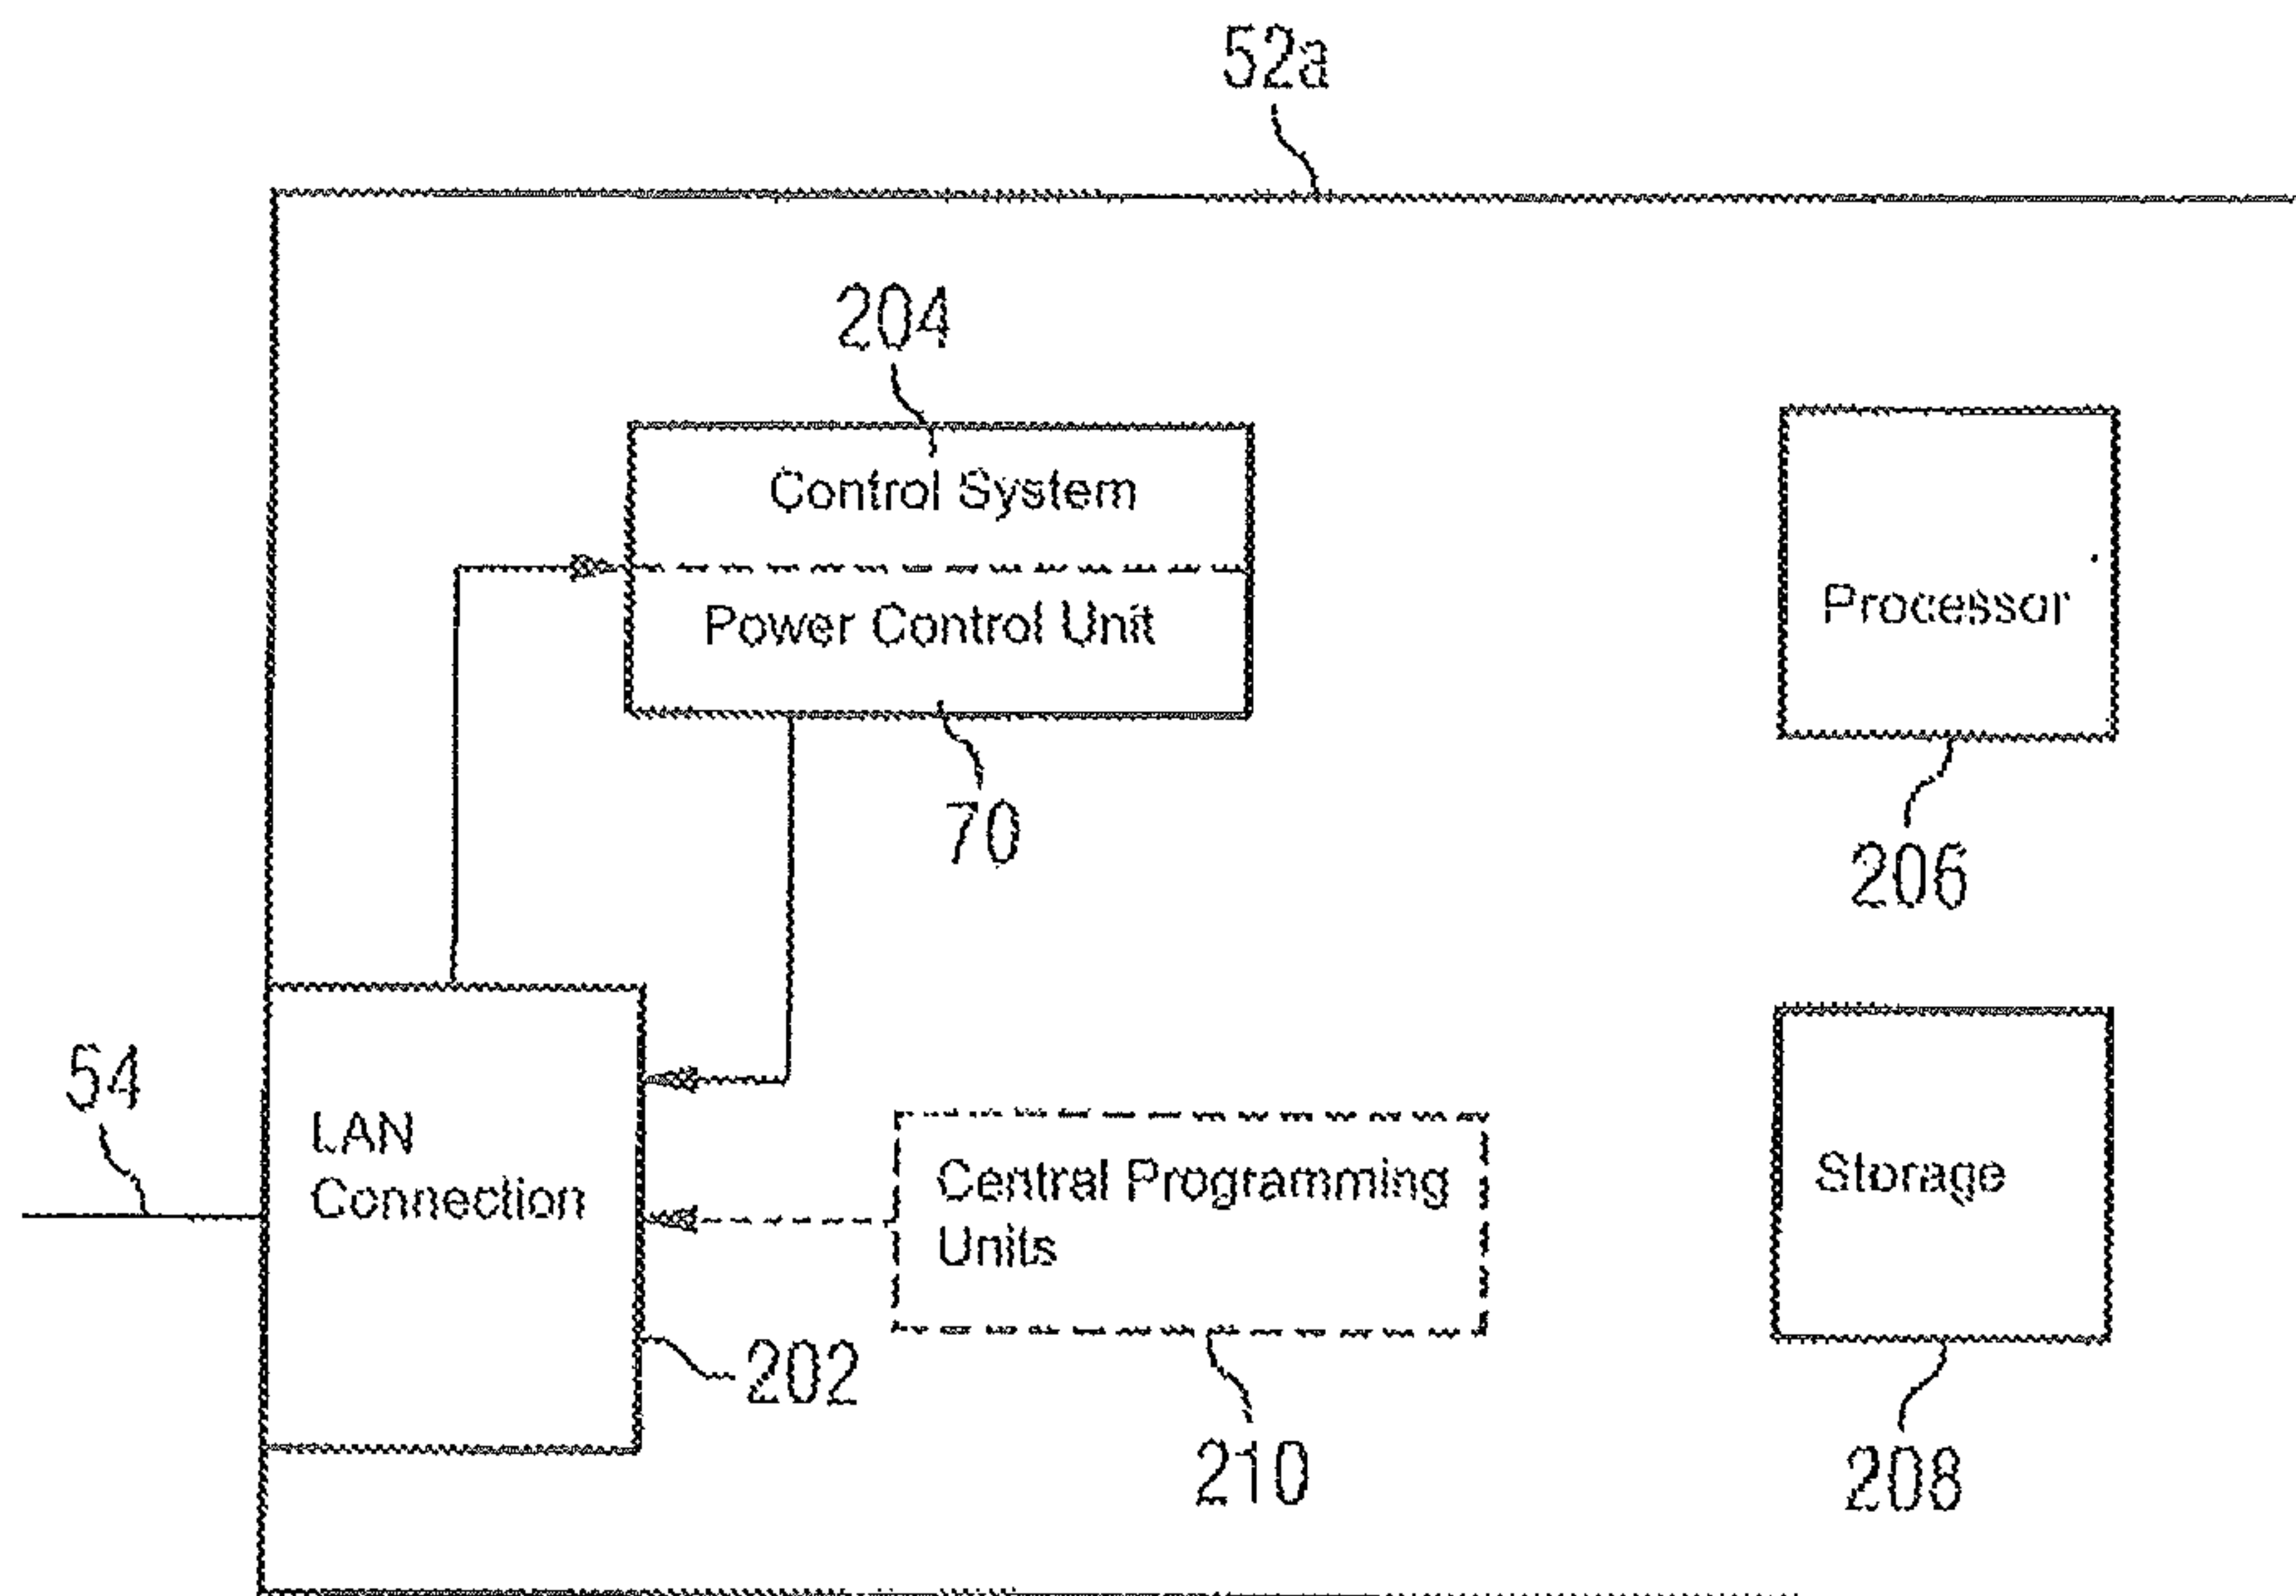 52a
204
Control System
Power Control Unit
70
Processor
206
54
LAN
Connection
202
Central Programming
Units
210
Storage
208